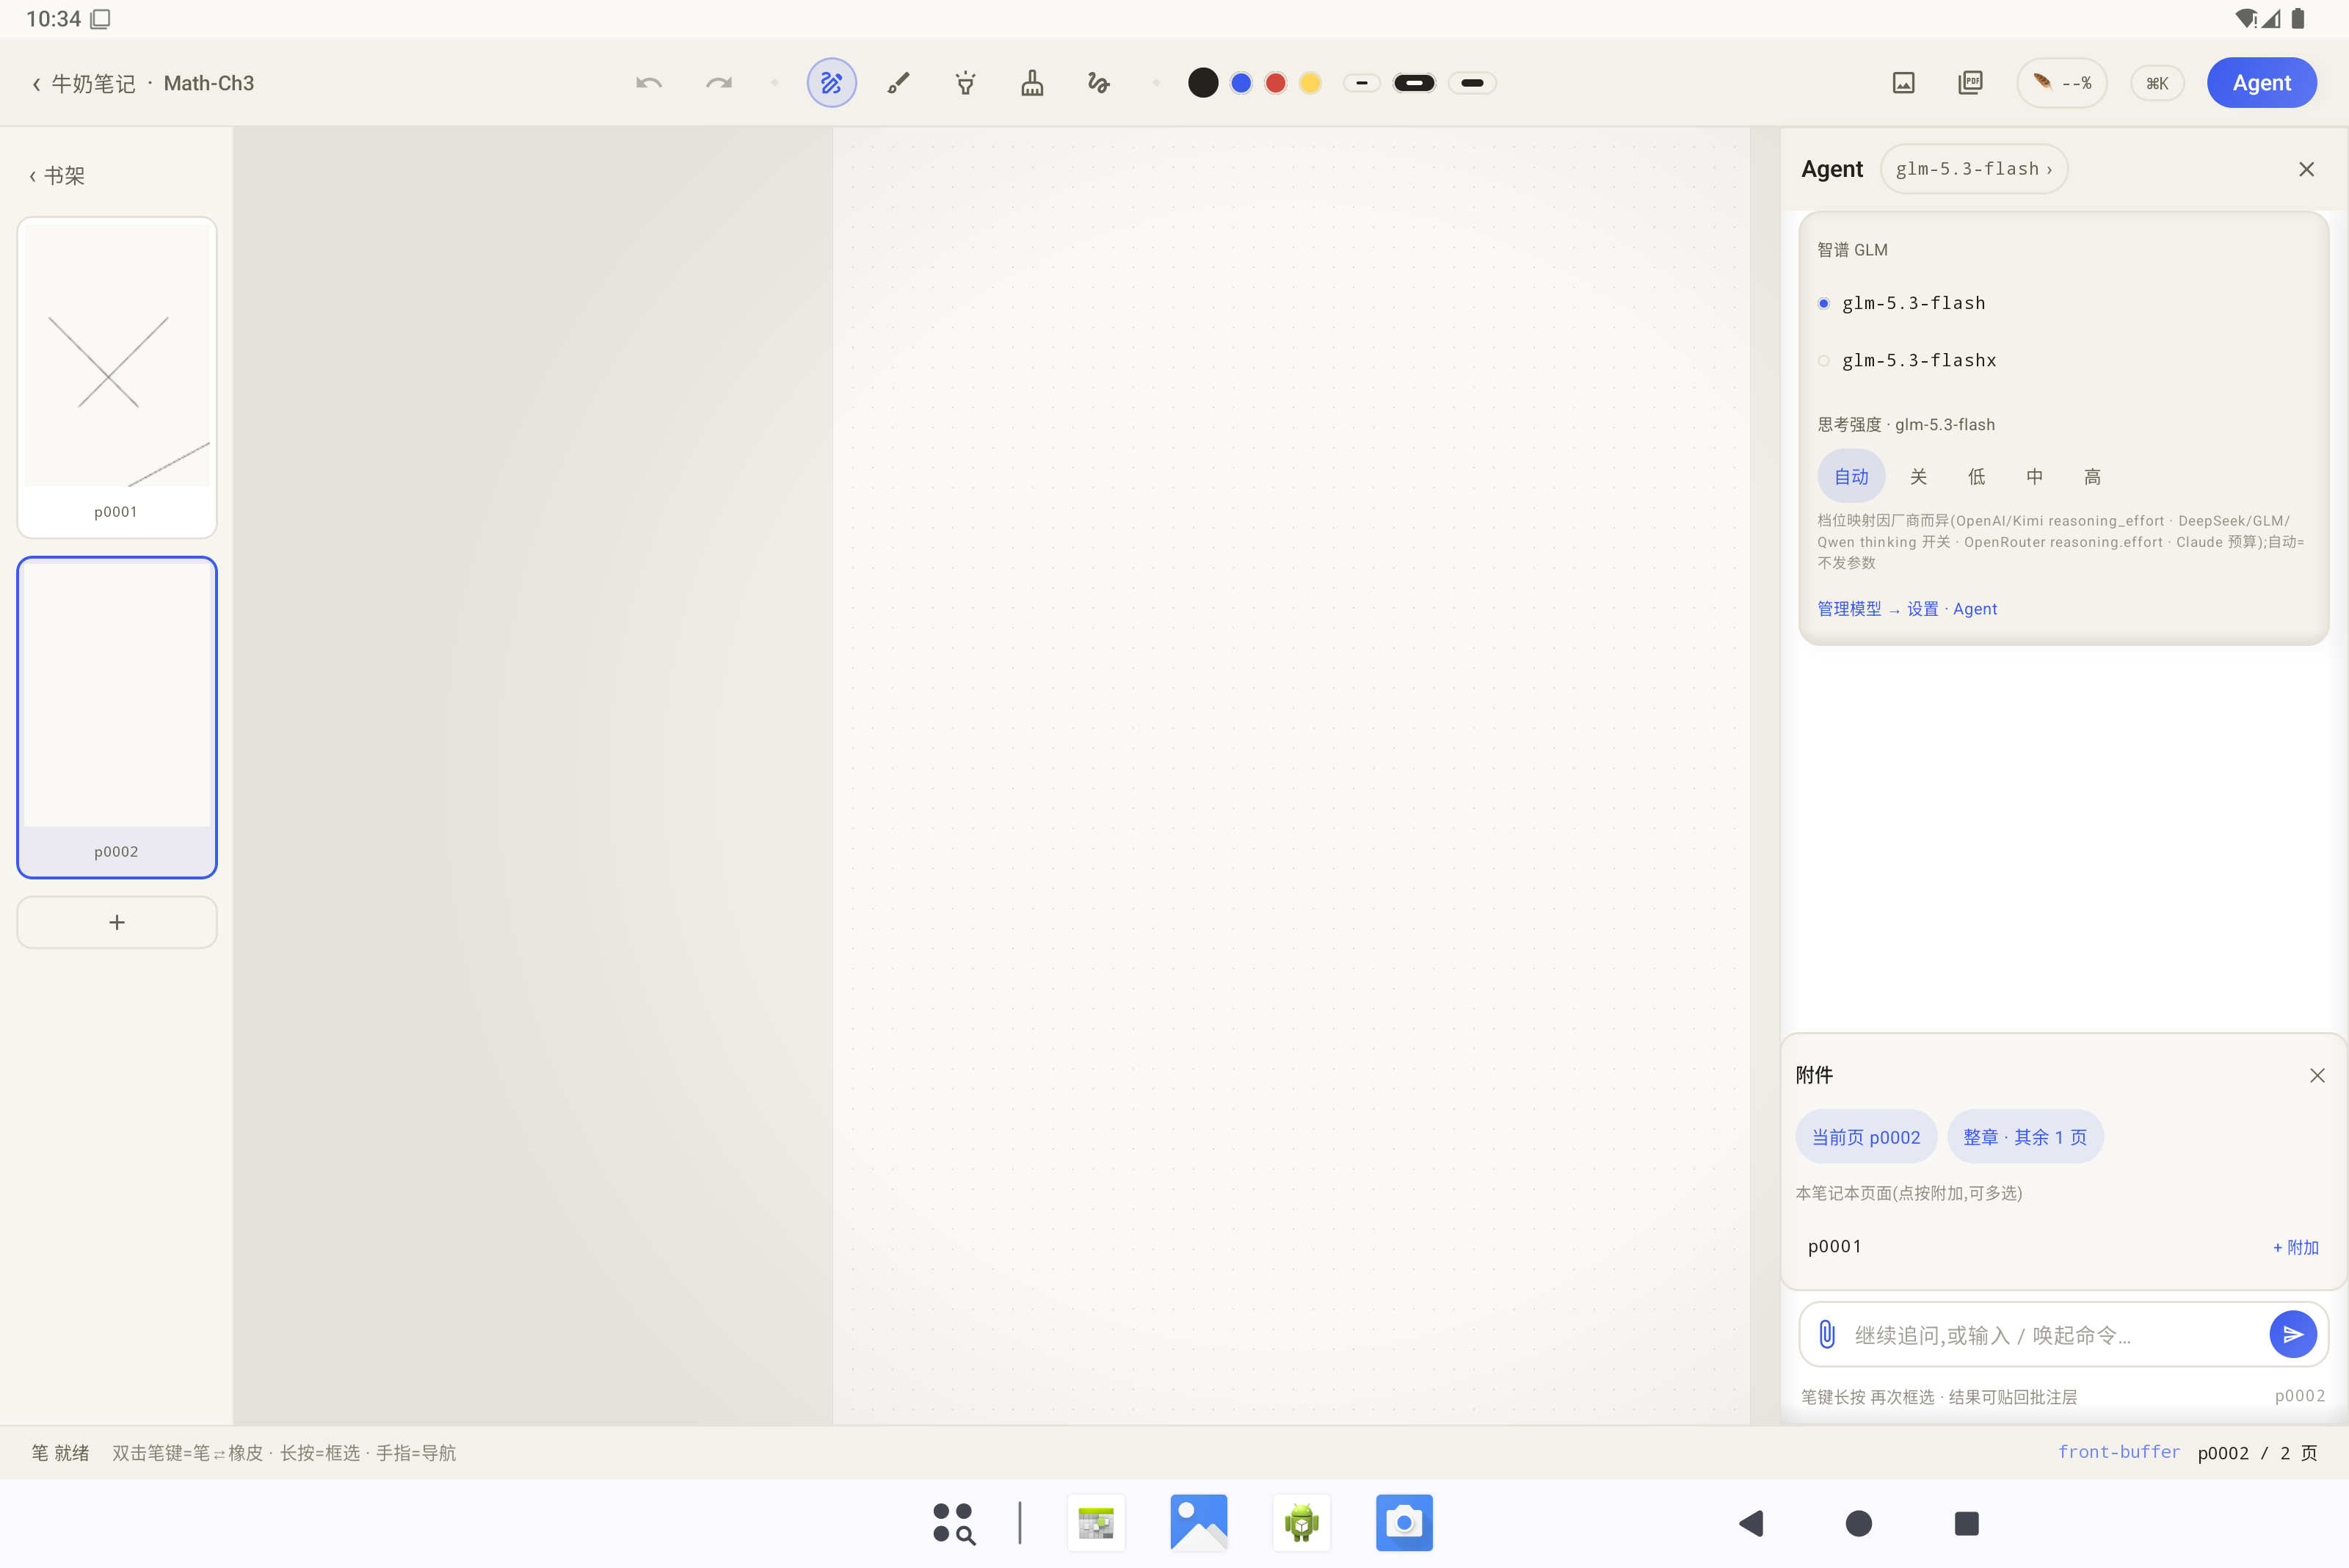 10:34
‹ 牛奶笔记 · Math-Ch3
--%
⌘K
Agent
‹ 书架
p0001
p0002
+
Agent
glm-5.3-flash ›
智谱 GLM
glm-5.3-flash
glm-5.3-flashx
思考强度 · glm-5.3-flash
自动 关 低 中 高
档位映射因厂商而异(OpenAI/Kimi reasoning_effort · DeepSeek/GLM/
Qwen thinking 开关 · OpenRouter reasoning.effort · Claude 预算);自动=
不发参数
管理模型 → 设置 · Agent
附件
当前页 p0002
整章 · 其余 1 页
本笔记本页面(点按附加,可多选)
p0001
+ 附加
继续追问,或输入 / 唤起命令…
笔键长按 再次框选 · 结果可贴回批注层
p0002
笔 就绪
双击笔键=笔⇄橡皮 · 长按=框选 · 手指=导航
front-buffer
p0002 / 2 页